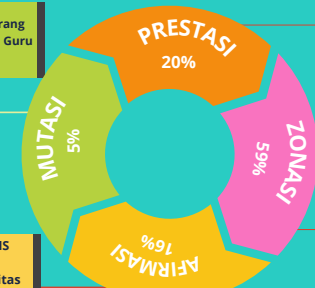 rang
Guru
PRESTASI
20%
ZONASI
59%
AFIRMASI
16%
MUTASI
5%
IS
itas